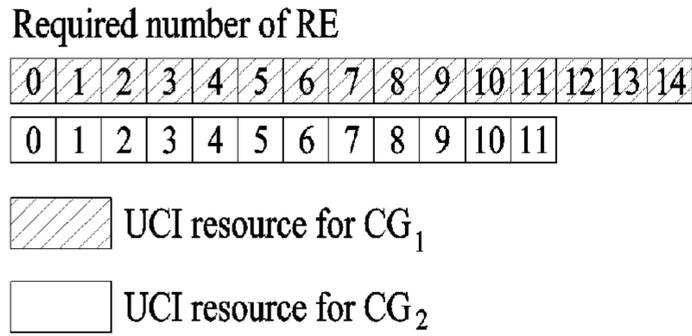 Required number of RE
0 1 2 3 4 5 6 7 8 9 10 11 12 13 14
0 1 2 3 4 5 6 7 8 9 10 11
UCI resource for CG1
UCI resource for CG2